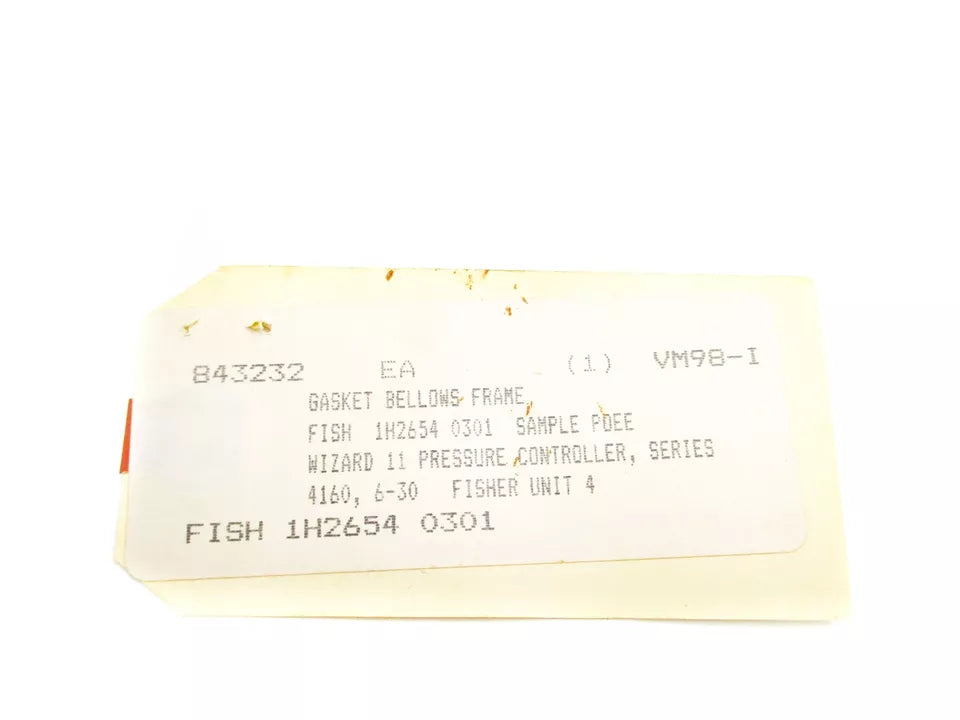 843232 EA (1) VM98-I
GASKET BELLOWS FRAME,
FISH 1H2654 0301 SAMPLE PDEE
WIZARD 11 PRESSURE CONTROLLER, SERIES
4160, 6-30 FISHER UNIT 4
FISH 1H2654 0301